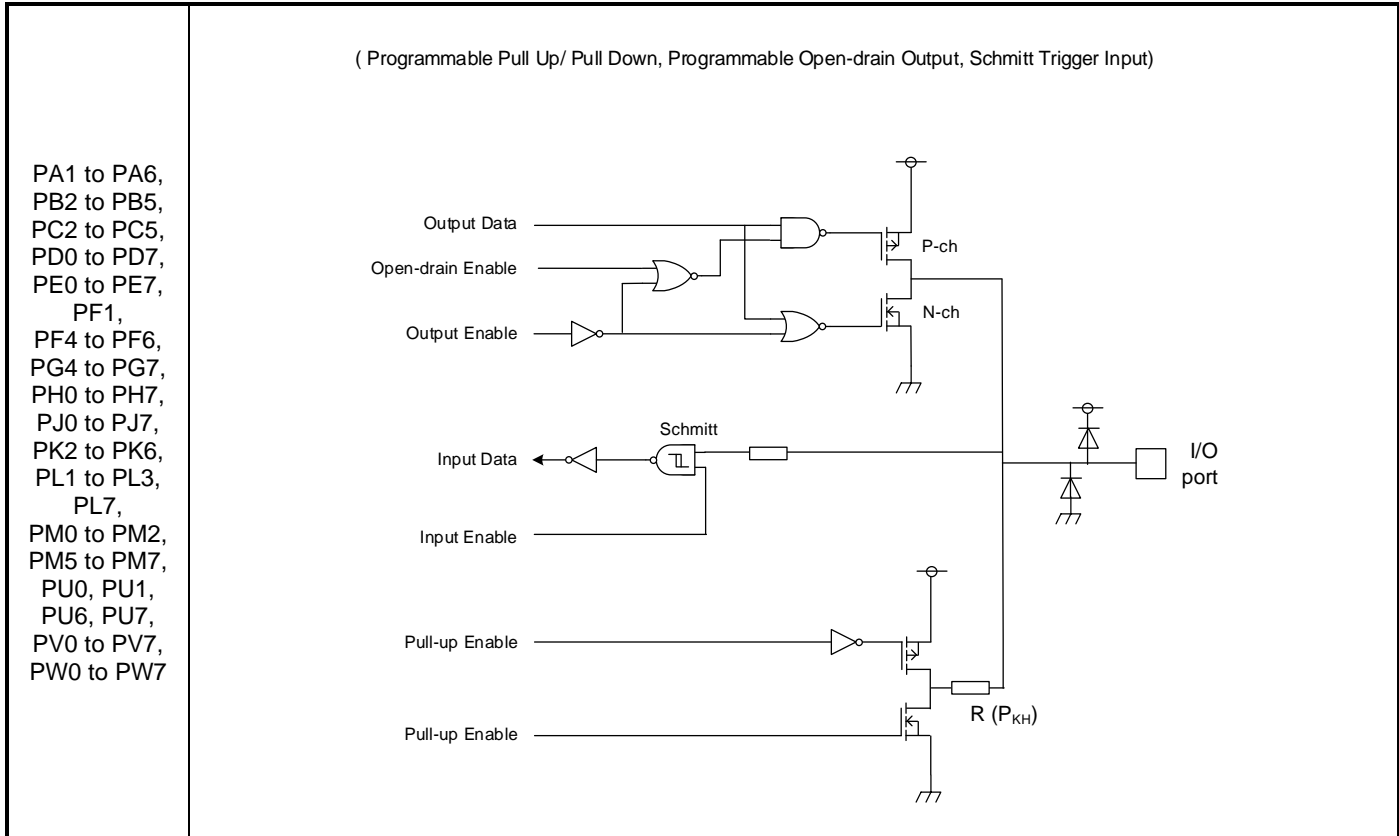 ( Programmable Pull Up/ Pull Down, Programmable Open-drain Output, Schmitt Trigger Input)
PA1 to PA6,
PB2 to PB5,
PC2 to PC5,
PD0 to PD7,
PE0 to PE7,
PF1,
PF4 to PF6,
PG4 to PG7,
PH0 to PH7,
PJ0 to PJ7,
PK2 to PK6,
PL1 to PL3,
PL7,
PM0 to PM2,
PM5 to PM7,
PU0, PU1,
PU6, PU7,
PV0 to PV7,
PW0 to PW7
Output Data
P-ch
Open-drain Enable
N-ch
Output Enable
Schmitt
Input Data
I/O
port
Input Enable
Pull-up Enable
R (PKH)
Pull-up Enable